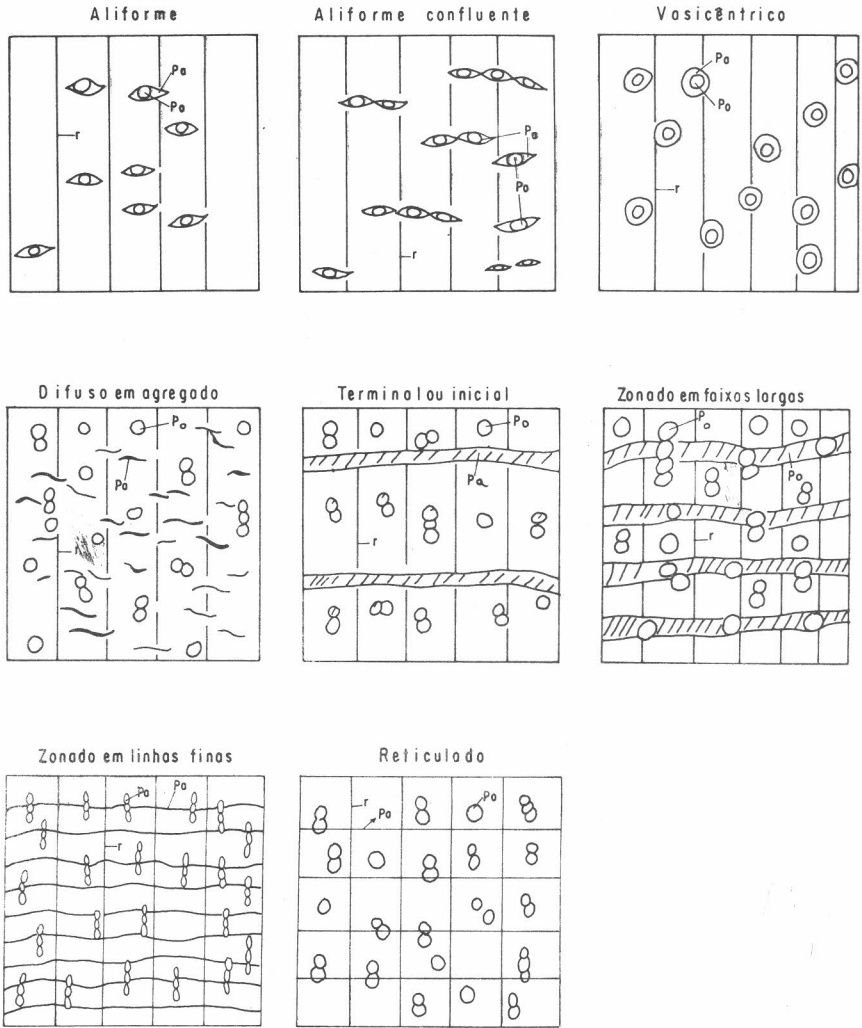 Aliforme
Pa
Po
r
Aliforme confluente
Pa
Po
r
Vasicêntrico
Pa
Po
r
Difuso em agregado
Po
Pa
r
Terminal ou inicial
Po
Pa
r
Zonado em faixas largas
Po
Pa
r
Zonado em linhas finas
Po
Pa
r
Reticulado
r
Pa
Po